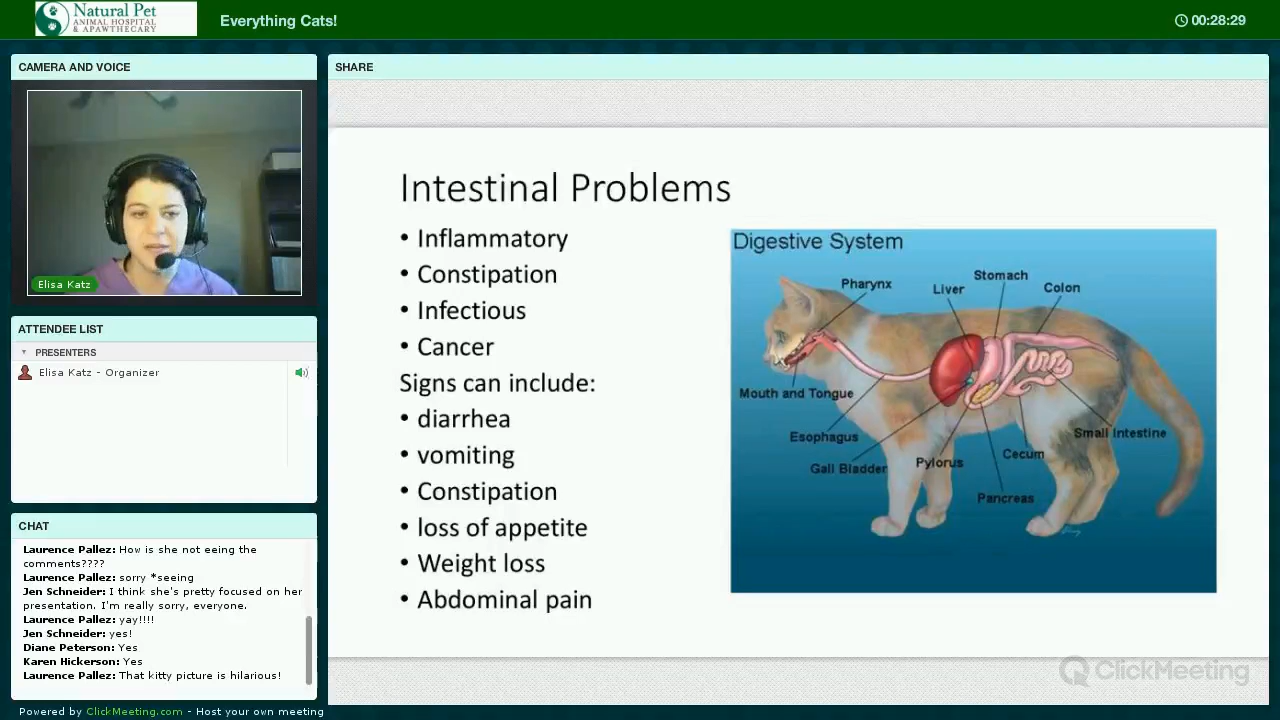 Natural Pet
ANIMAL HOSPITAL
& APAWTHECARY
Everything Cats!
00:28:29
CAMERA AND VOICE
Elisa Katz
ATTENDEE LIST
PRESENTERS
Elisa Katz - Organizer
CHAT
Laurence Pallez: How is she not eeing the
comments????
Laurence Pallez: sorry *seeing
Jen Schneider: I think she's pretty focused on her
presentation. I'm really sorry, everyone.
Laurence Pallez: yay!!!!
Jen Schneider: yes!
Diane Peterson: Yes
Karen Hickerson: Yes
Laurence Pallez: That kitty picture is hilarious!
SHARE
Intestinal Problems
• Inflammatory
• Constipation
• Infectious
• Cancer
Signs can include:
• diarrhea
• vomiting
• Constipation
• loss of appetite
• Weight loss
• Abdominal pain
Digestive System
Pharynx
Liver
Stomach
Colon
Mouth and Tongue
Esophagus
Gall Bladder
Pylorus
Pancreas
Cecum
Small Intestine
ClickMeeting
Powered by ClickMeeting.com - Host your own meeting